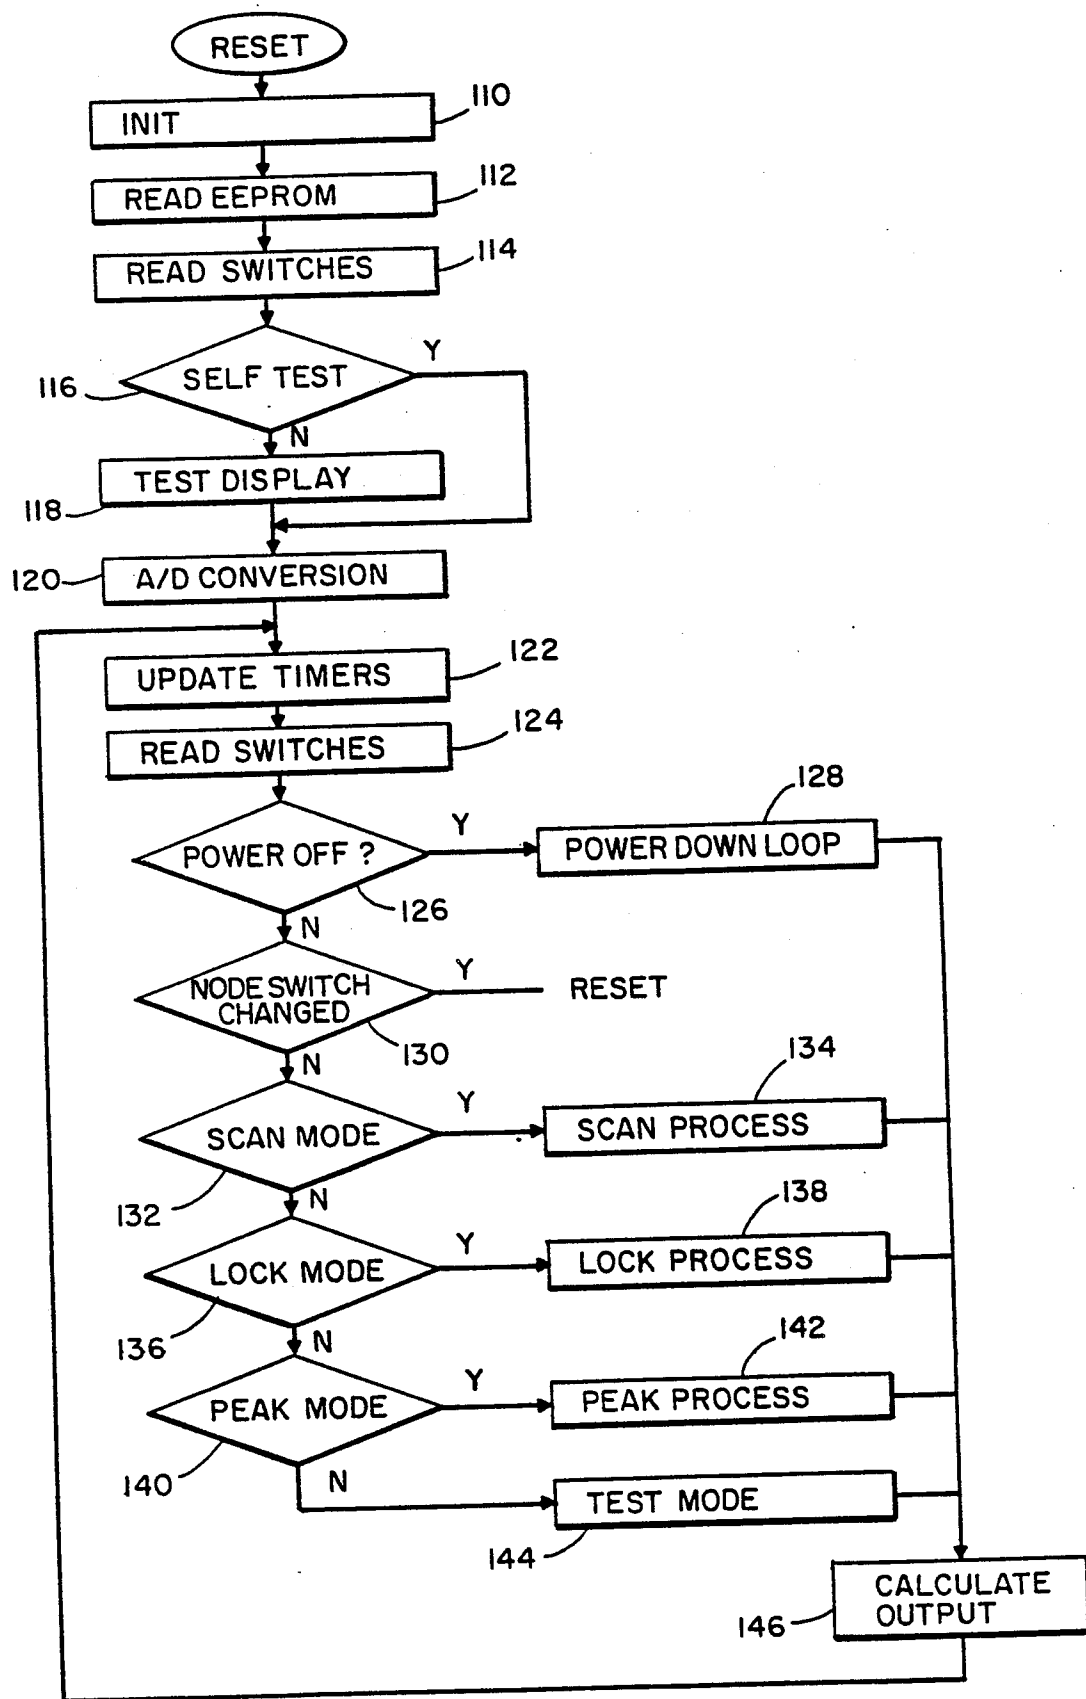 RESET
INIT
110
READ EEPROM
112
READ SWITCHES
114
SELF TEST
Y
116
N
TEST DISPLAY
118
A/D CONVERSION
120
UPDATE TIMERS
122
READ SWITCHES
124
POWER OFF ?
Y
POWER DOWN LOOP
128
126
N
NODE SWITCH
CHANGED
Y
RESET
130
N
SCAN MODE
Y
SCAN PROCESS
134
132
N
LOCK MODE
Y
LOCK PROCESS
138
136
N
PEAK MODE
Y
PEAK PROCESS
142
140
N
TEST MODE
144
CALCULATE
OUTPUT
146